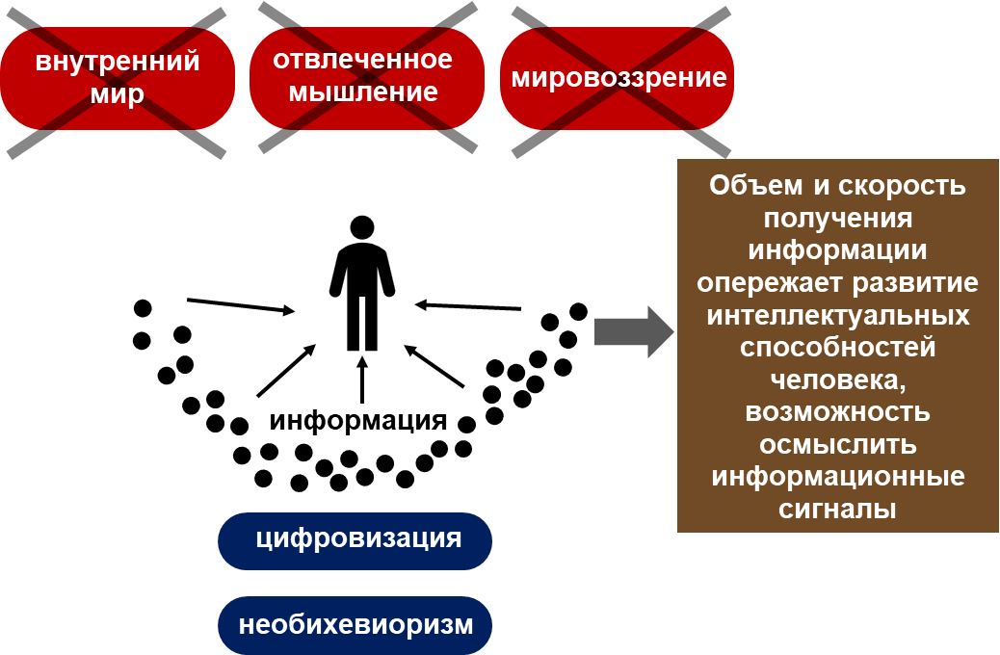 внутренний
мир
отвлеченное
мышление
мировоззрение
Объем и скорость
получения
информации
опережает развитие
интеллектуальных
способностей
человека,
возможность
осмыслить
информационные
сигналы
информация
цифровизация
необихевиоризм